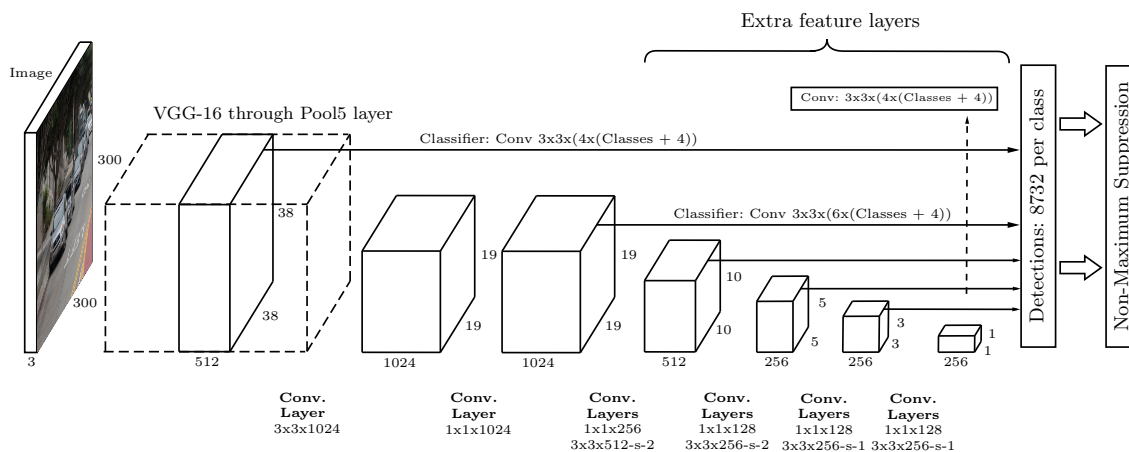 Extra feature layers
Image
VGG-16 through Pool5 layer
Conv: 3x3x(4x(Classes + 4))
Classifier: Conv 3x3x(4x(Classes + 4))
300
38
Classifier: Conv 3x3x(6x(Classes + 4))
19
19
10
5
3
1
300
38
19
19
10
5
3
1
3
512
1024
1024
512
256
256
256
Detections: 8732 per class
Non-Maximum Suppression
Conv.
Layer
3x3x1024
Conv.
Layer
1x1x1024
Conv.
Layers
1x1x256
3x3x512-s-2
Conv.
Layers
1x1x128
3x3x256-s-2
Conv.
Layers
1x1x128
3x3x256-s-1
Conv.
Layers
1x1x128
3x3x256-s-1